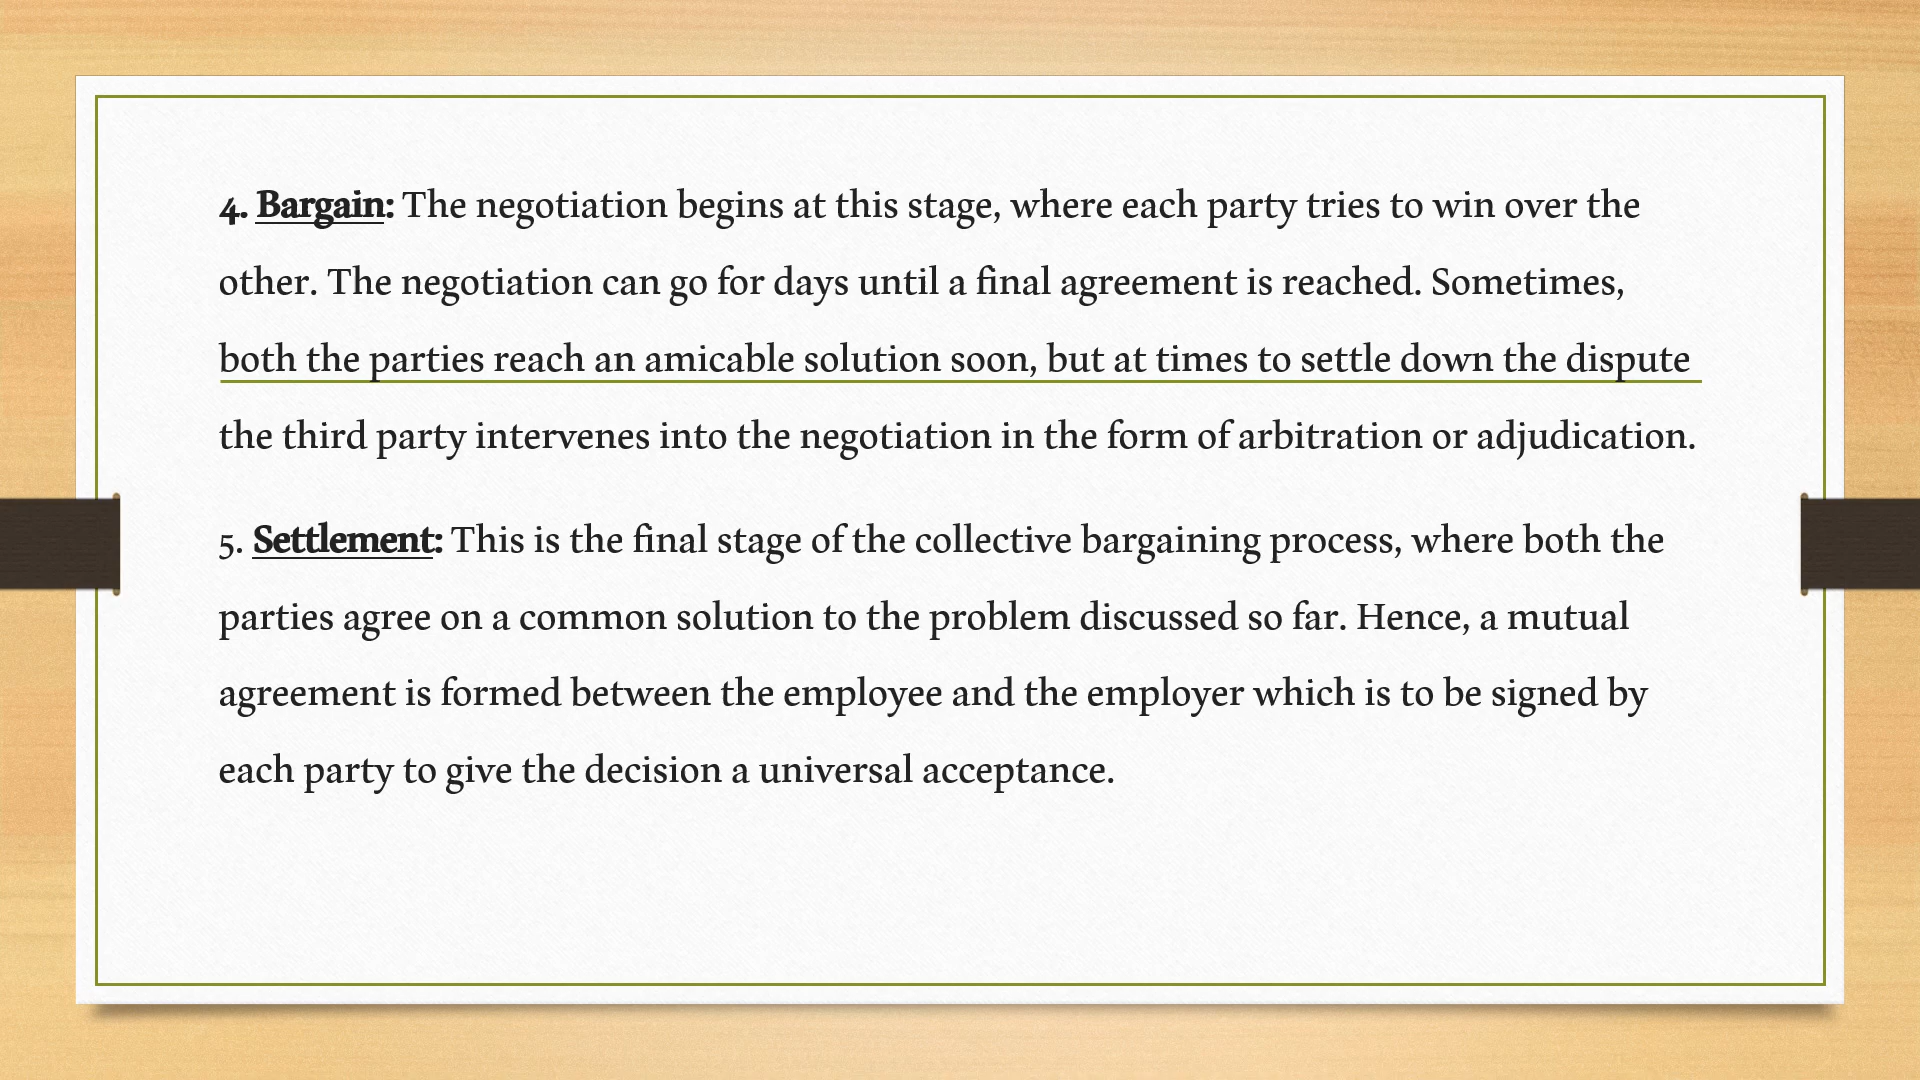 4. Bargain: The negotiation begins at this stage, where each party tries to win over the
other. The negotiation can go for days until a final agreement is reached. Sometimes,
both the parties reach an amicable solution soon, but at times to settle down the dispute
the third party intervenes into the negotiation in the form of arbitration or adjudication.
5. Settlement: This is the final stage of the collective bargaining process, where both the
parties agree on a common solution to the problem discussed so far. Hence, a mutual
agreement is formed between the employee and the employer which is to be signed by
each party to give the decision a universal acceptance.